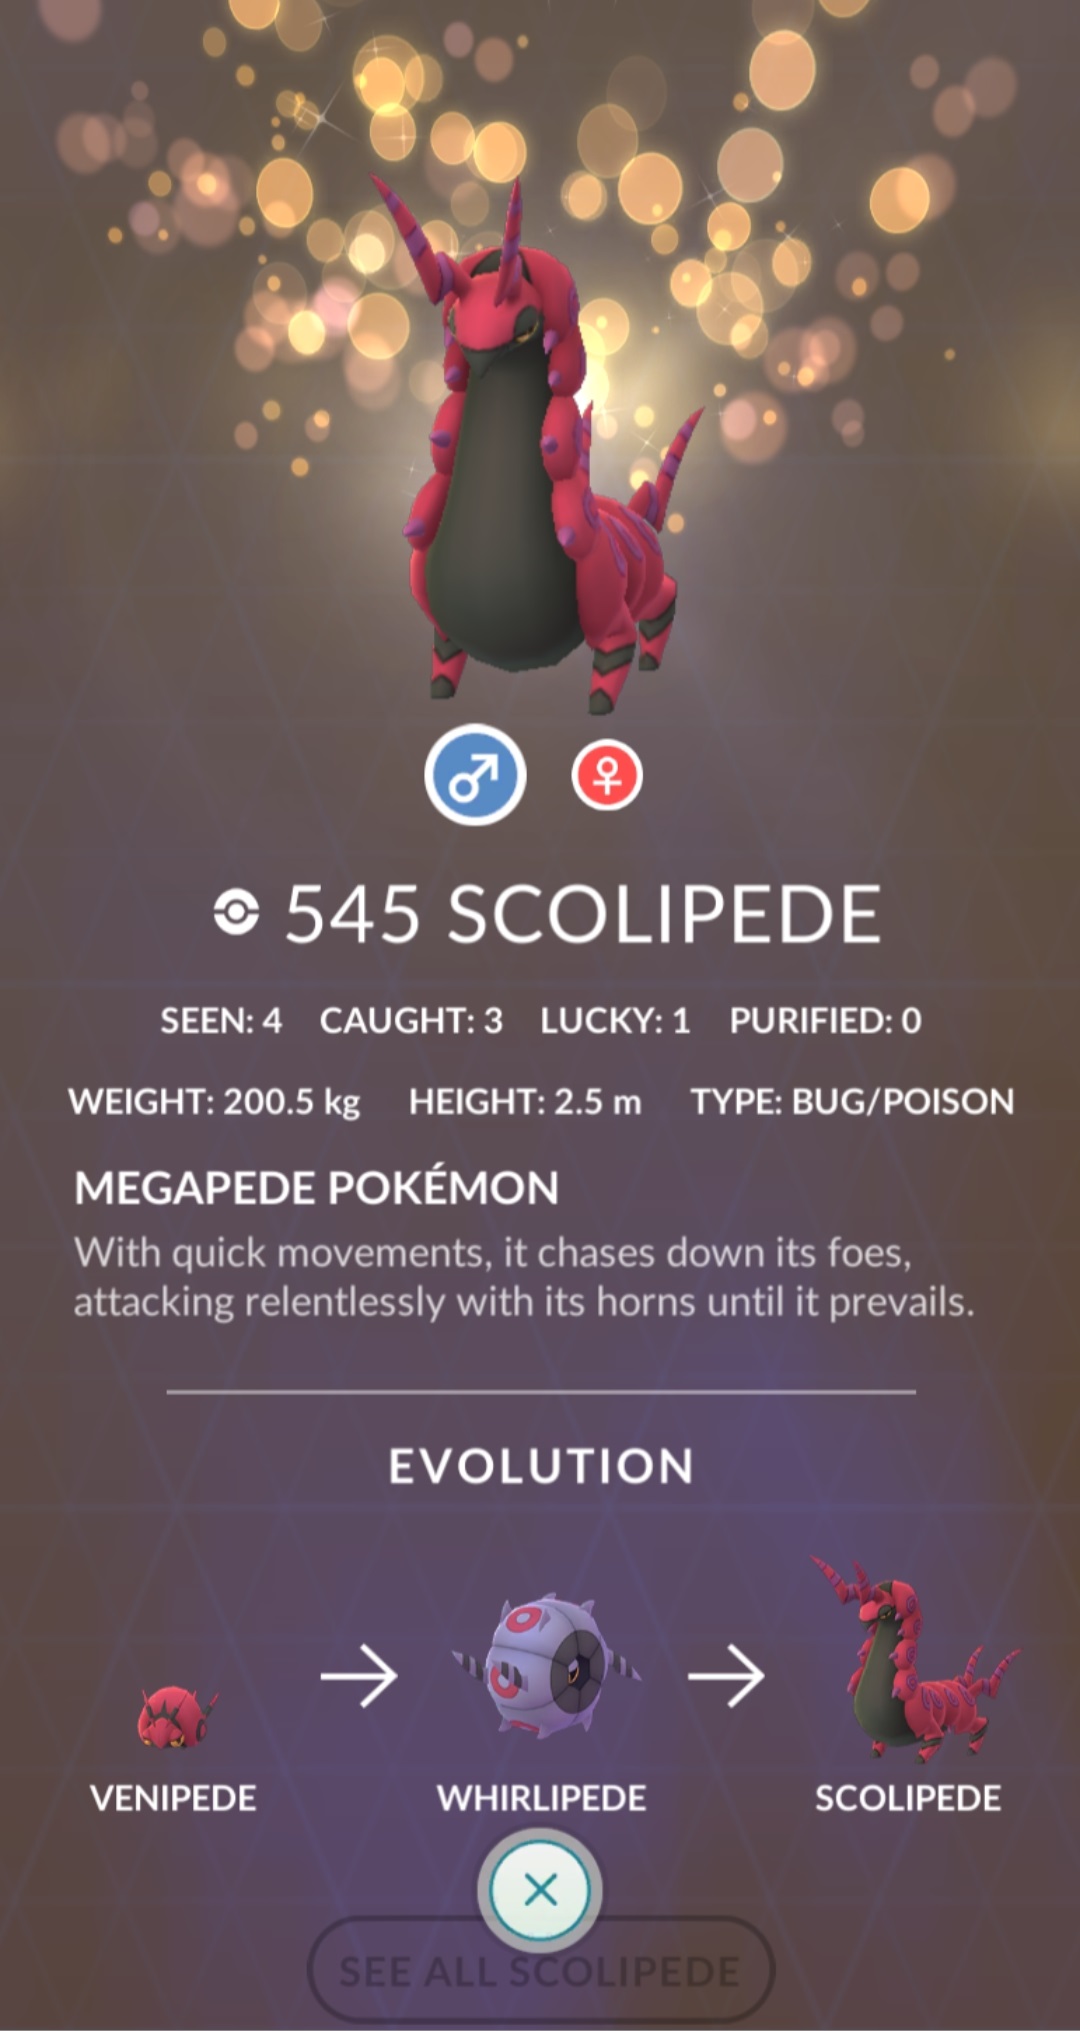 545 SCOLIPEDE
SEEN: 4 CAUGHT: 3 LUCKY: 1 PURIFIED: 0
WEIGHT: 200.5 kg HEIGHT: 2.5 m TYPE: BUG/POISON
MEGAPEDE POKÉMON
With quick movements, it chases down its foes,
attacking relentlessly with its horns until it prevails.
EVOLUTION
VENIPEDE WHIRLIPEDE SCOLIPEDE
SEE ALL SCOLIPEDE